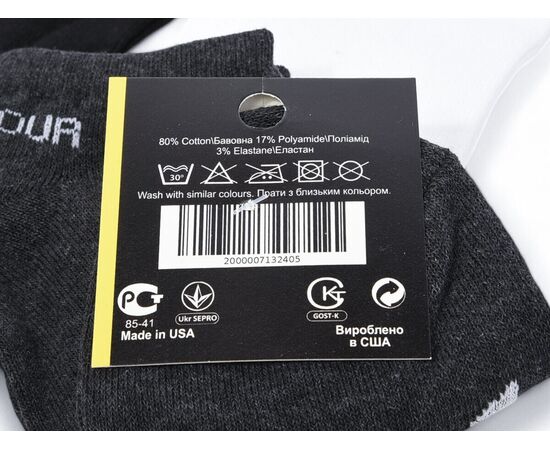 OUA
80% Cotton\Бавовна 17% Polyamide\Поліамід
3% Elastane\Еластан
30°
Wash with similar colours. Прати з близьким кольором.
2000007132405
85-41
Ukr SEPRO
GOST-K
Made in USA
Вироблено
в США